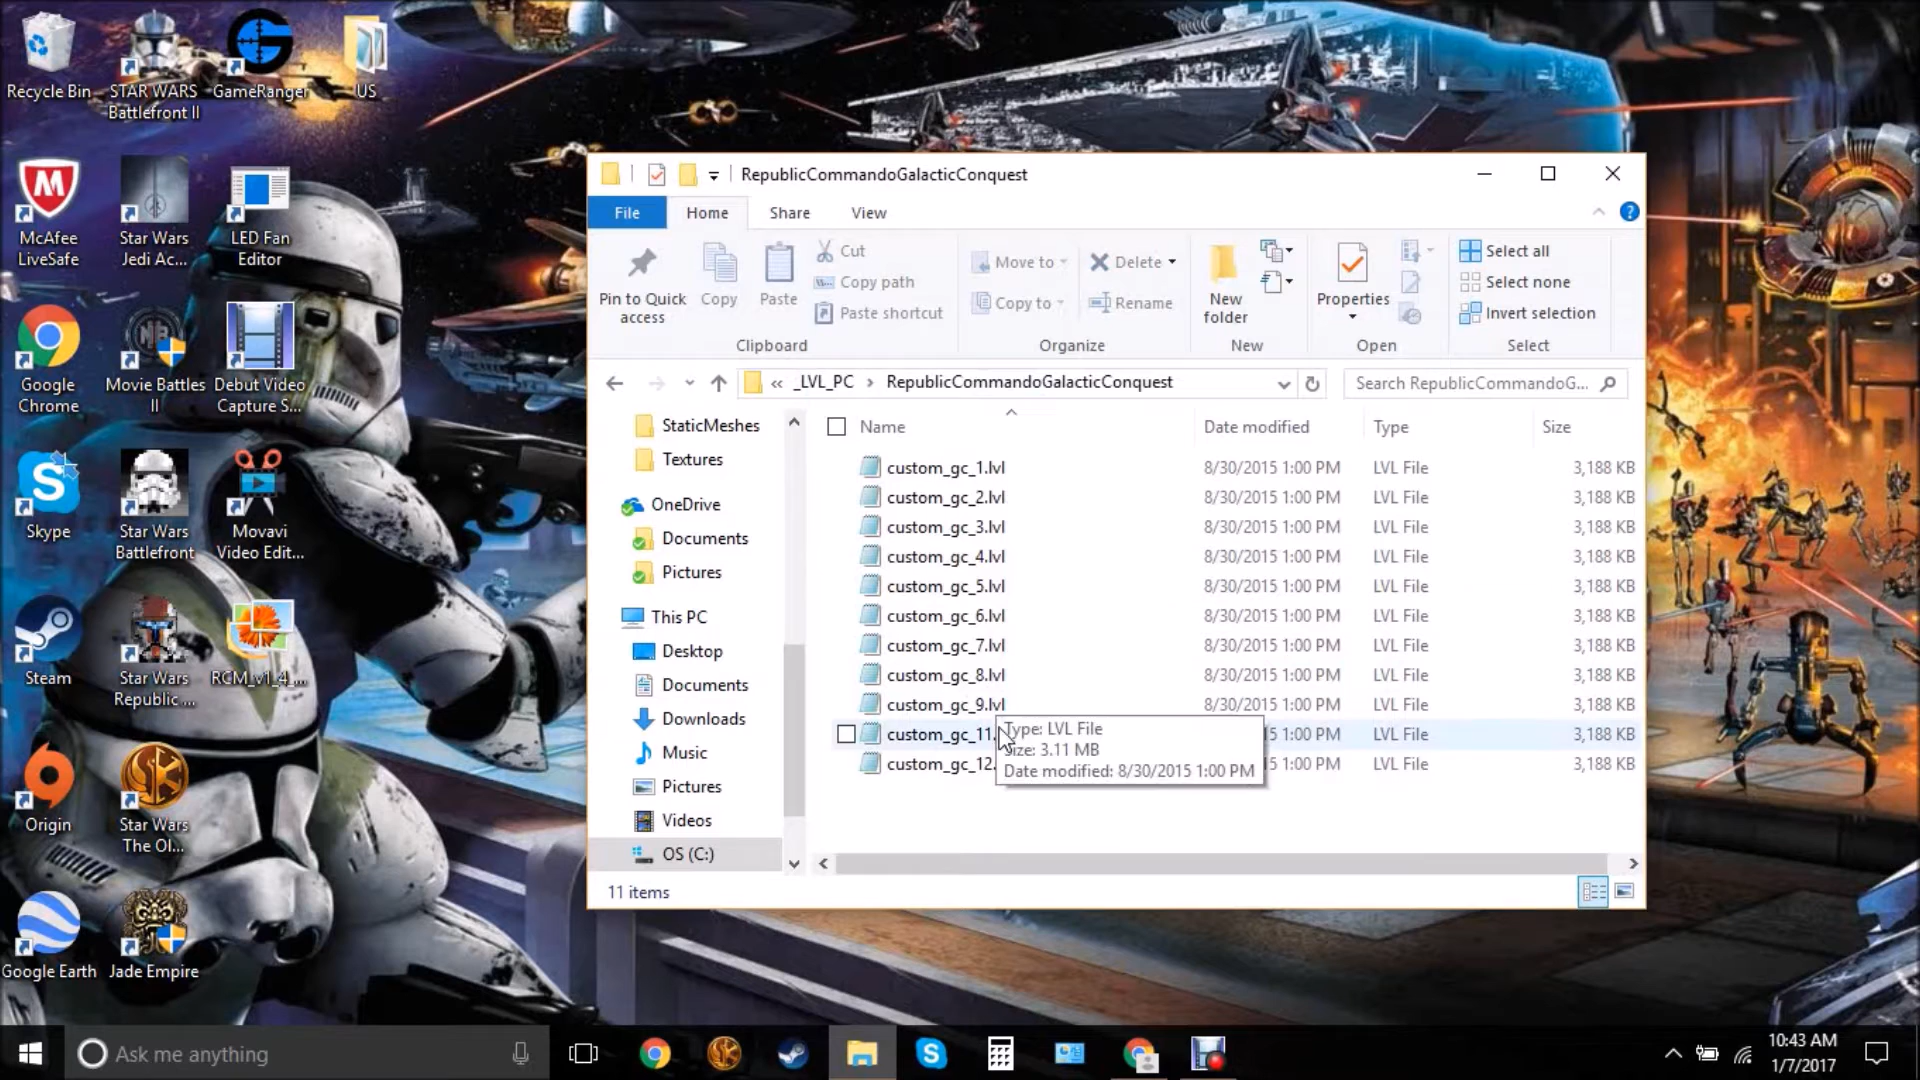 Recycle Bin
STAR WARS
Battlefront II
GameRanger
US
McAfee
LiveSafe
Star Wars
Jedi Ac...
LED Fan
Editor
Google
Chrome
Movie Battles
II
Debut Video
Capture S...
Skype
Star Wars
Battlefront
Movavi
Video Edit...
Steam
Star Wars
Republic ...
RCM_v1_4_...
Origin
Star Wars
The Ol...
Google Earth
Jade Empire
RepublicCommandoGalacticConquest
File
Home
Share
View
Pin to Quick
access
Copy
Paste
Cut
Copy path
Paste shortcut
Clipboard
Move to
Copy to
Delete
Rename
Organize
New
folder
New
Properties
Open
Select all
Select none
Invert selection
Select
« _LVL_PC › RepublicCommandoGalacticConquest
Search RepublicCommandoG...
StaticMeshes
Textures
OneDrive
Documents
Pictures
This PC
Desktop
Documents
Downloads
Music
Pictures
Videos
OS (C:)
Name Date modified Type Size
custom_gc_1.lvl 8/30/2015 1:00 PM LVL File 3,188 KB
custom_gc_2.lvl 8/30/2015 1:00 PM LVL File 3,188 KB
custom_gc_3.lvl 8/30/2015 1:00 PM LVL File 3,188 KB
custom_gc_4.lvl 8/30/2015 1:00 PM LVL File 3,188 KB
custom_gc_5.lvl 8/30/2015 1:00 PM LVL File 3,188 KB
custom_gc_6.lvl 8/30/2015 1:00 PM LVL File 3,188 KB
custom_gc_7.lvl 8/30/2015 1:00 PM LVL File 3,188 KB
custom_gc_8.lvl 8/30/2015 1:00 PM LVL File 3,188 KB
custom_gc_9.lvl 8/30/2015 1:00 PM LVL File 3,188 KB
custom_gc_11. 5 1:00 PM LVL File 3,188 KB
custom_gc_12. 5 1:00 PM LVL File 3,188 KB
Type: LVL File
Size: 3.11 MB
Date modified: 8/30/2015 1:00 PM
11 items
Ask me anything
10:43 AM
1/7/2017